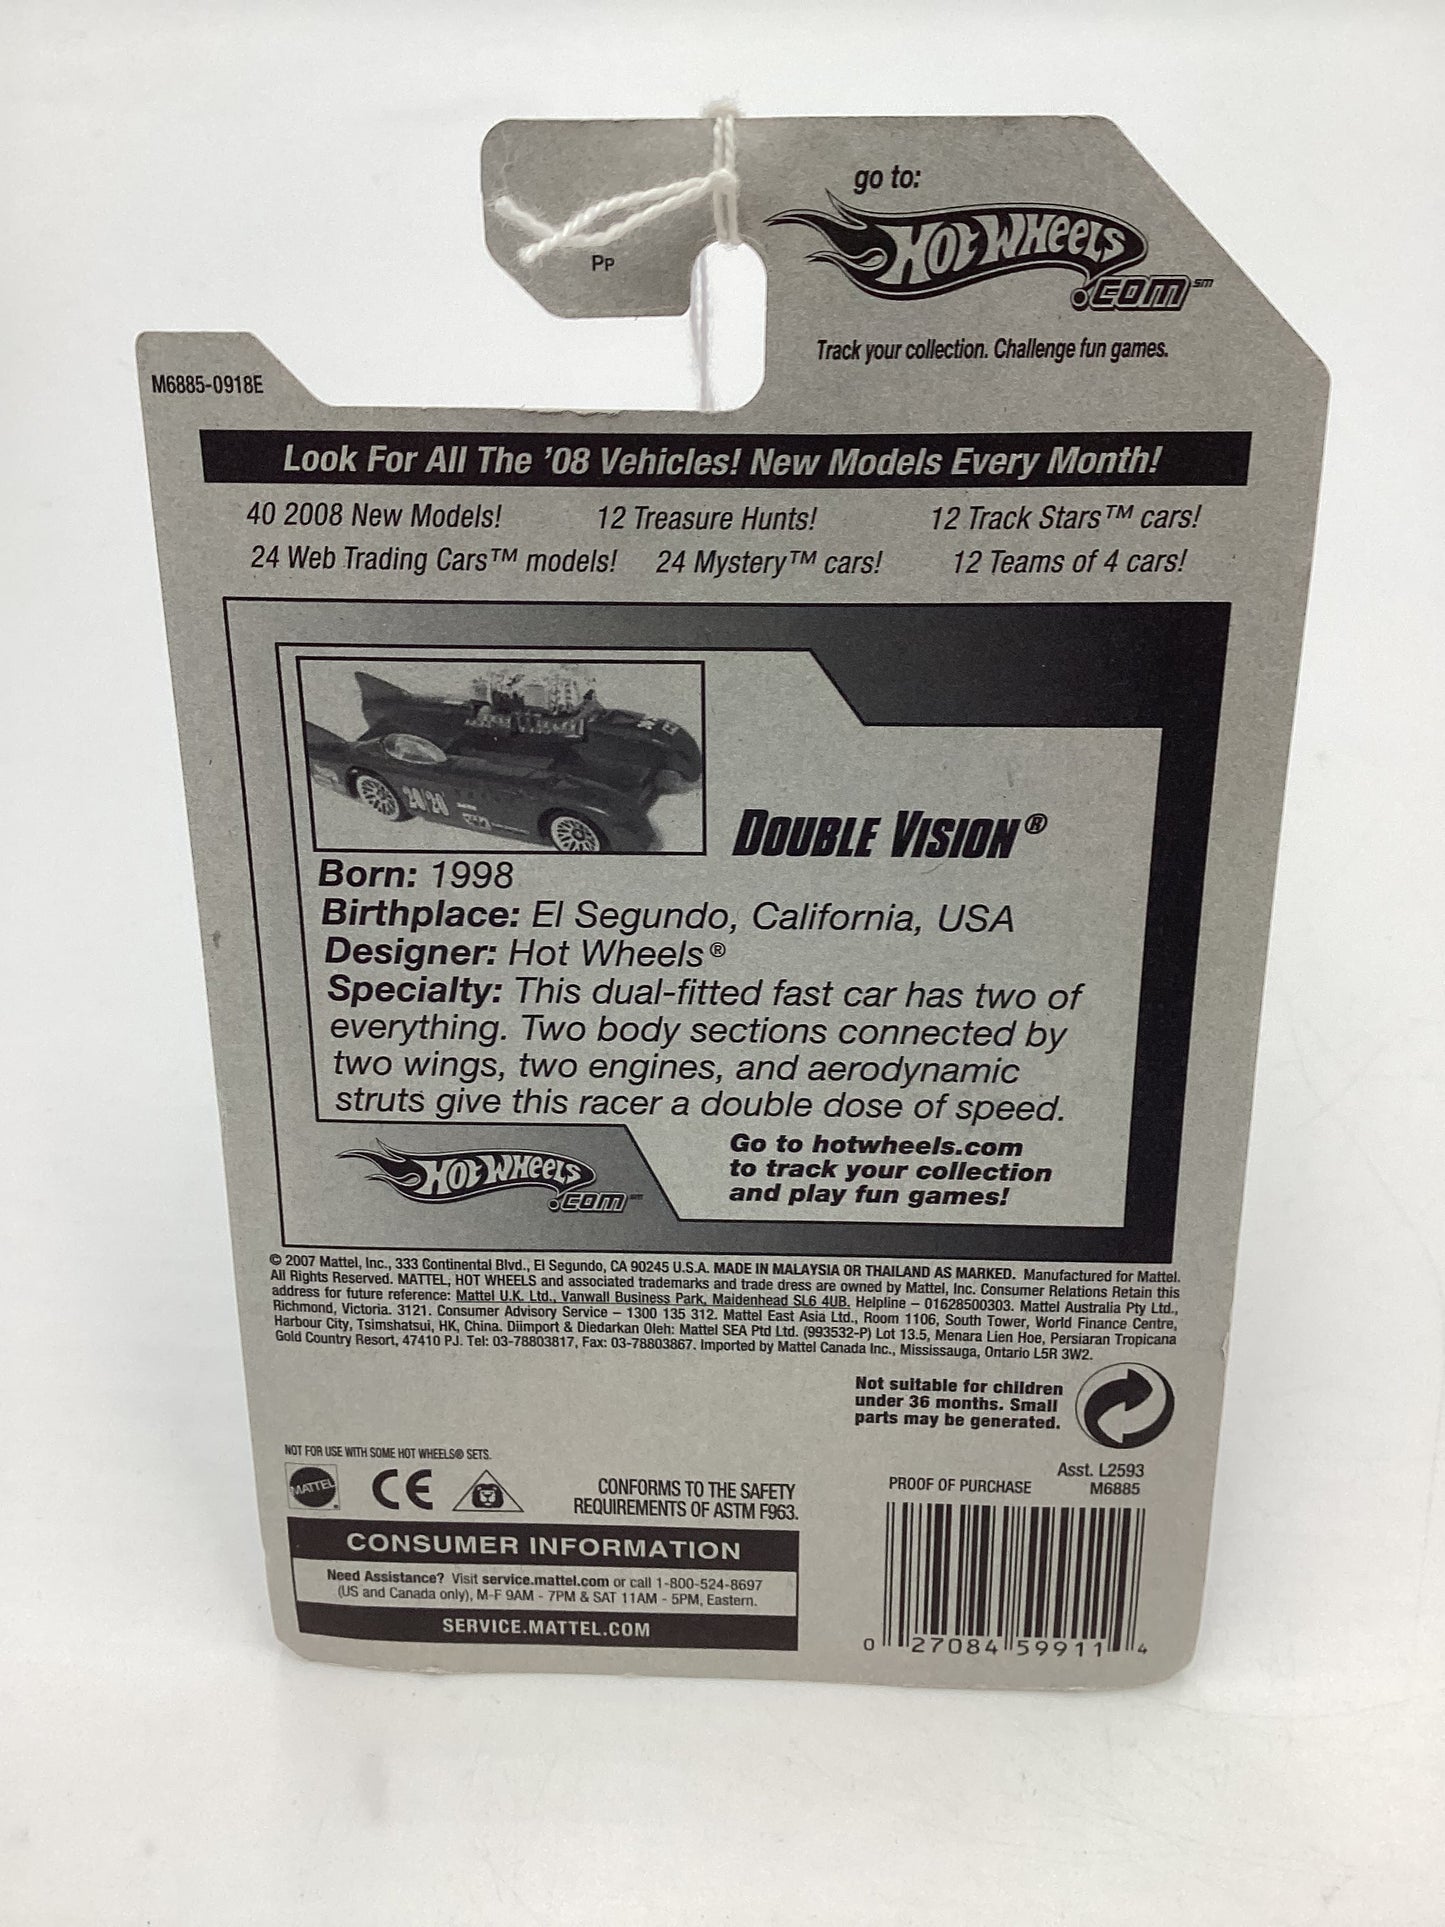 go to:
Hot Wheels
.com℠
Pp
Track your collection. Challenge fun games.
M6885-0918E
Look For All The '08 Vehicles! New Models Every Month!
40 2008 New Models! 12 Treasure Hunts! 12 Track Stars™ cars!
24 Web Trading Cars™ models! 24 Mystery™ cars! 12 Teams of 4 cars!
20/20
Double Vision®
Born: 1998
Birthplace: El Segundo, California, USA
Designer: Hot Wheels®
Specialty: This dual-fitted fast car has two of
everything. Two body sections connected by
two wings, two engines, and aerodynamic
struts give this racer a double dose of speed.
Hot Wheels
.com℠
Go to hotwheels.com
to track your collection
and play fun games!
© 2007 Mattel, Inc., 333 Continental Blvd., El Segundo, CA 90245 U.S.A. MADE IN MALAYSIA OR THAILAND AS MARKED. Manufactured for Mattel.
All Rights Reserved. MATTEL, HOT WHEELS and associated trademarks and trade dress are owned by Mattel, Inc. Consumer Relations Retain this
address for future reference: Mattel U.K. Ltd., Vanwall Business Park, Maidenhead SL6 4UB. Helpline – 01628500303. Mattel Australia Pty Ltd.,
Richmond, Victoria. 3121. Consumer Advisory Service – 1300 135 312. Mattel East Asia Ltd., Room 1106, South Tower, World Finance Centre,
Harbour City, Tsimshatsui, HK, China. Diimport & Diedarkan Oleh: Mattel SEA Ptd Ltd. (993532-P) Lot 13.5, Menara Lien Hoe, Persiaran Tropicana
Gold Country Resort, 47410 PJ. Tel: 03-78803817, Fax: 03-78803867. Imported by Mattel Canada Inc., Mississauga, Ontario L5R 3W2.
Not suitable for children
under 36 months. Small
parts may be generated.
NOT FOR USE WITH SOME HOT WHEELS® SETS.
MATTEL®
CE
CONFORMS TO THE SAFETY
REQUIREMENTS OF ASTM F963.
Asst. L2593
PROOF OF PURCHASE M6885
CONSUMER INFORMATION
Need Assistance? Visit service.mattel.com or call 1-800-524-8697
(US and Canada only), M-F 9AM - 7PM & SAT 11AM - 5PM, Eastern.
SERVICE.MATTEL.COM
0 27084 59911 4